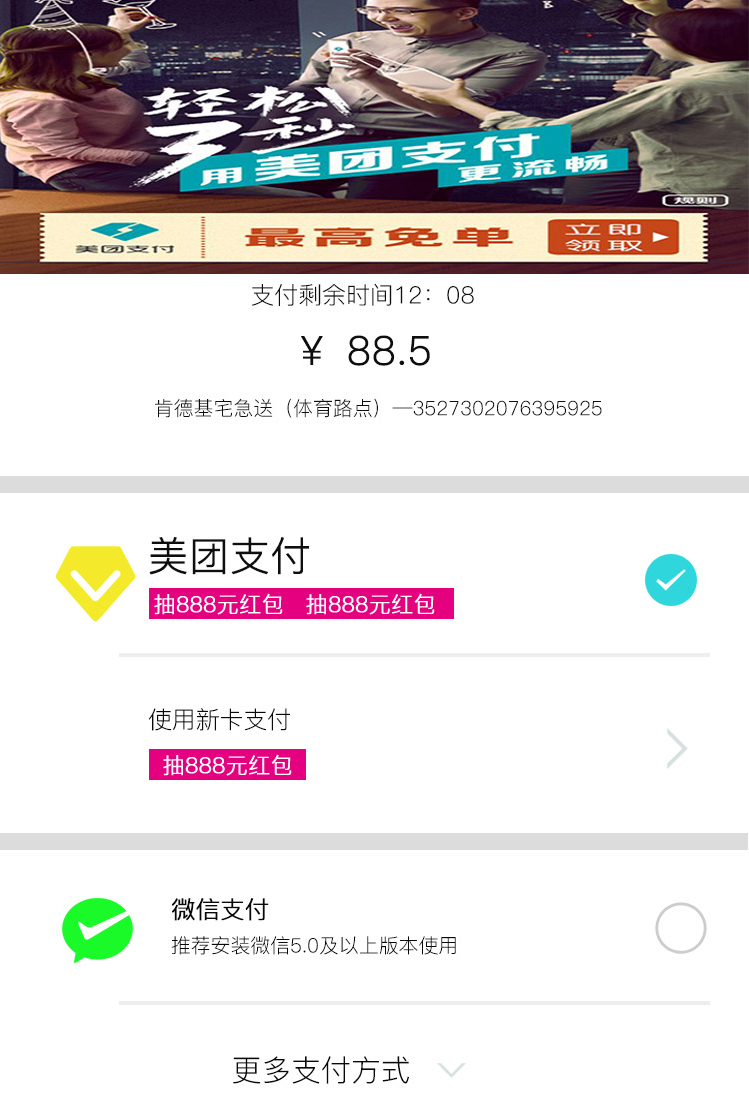 轻松
3秒
用美团支付
更流畅
规则
美团支付
最高免单
立即
领取
支付剩余时间12：08
¥ 88.5
肯德基宅急送（体育路点）—3527302076395925
美团支付
抽888元红包 抽888元红包
使用新卡支付
抽888元红包
微信支付
推荐安装微信5.0及以上版本使用
更多支付方式